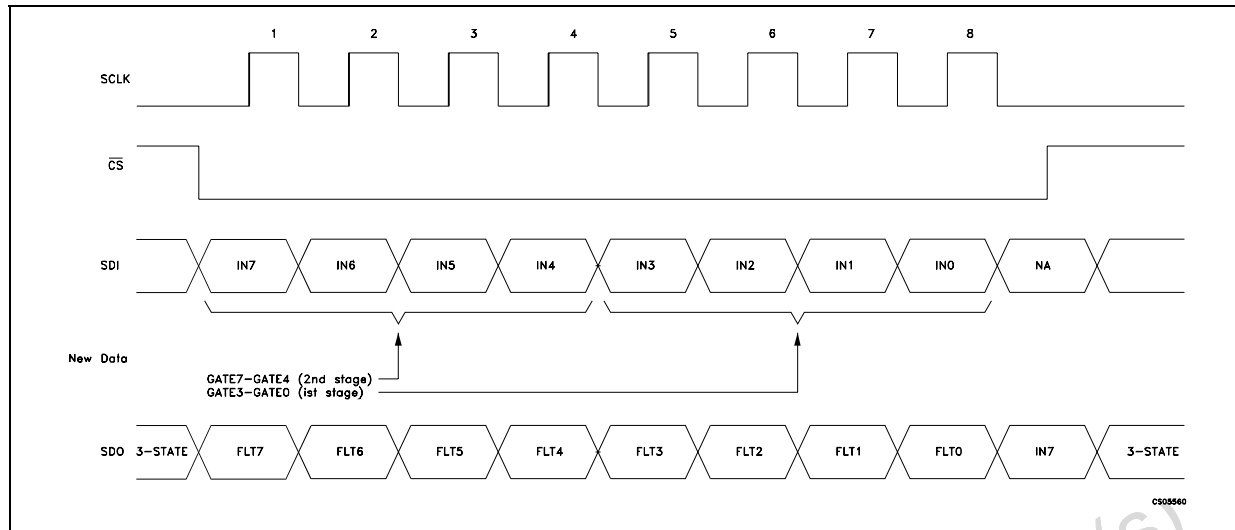 1 2 3 4 5 6 7 8
SCLK
CS
SDI IN7 IN6 IN5 IN4 IN3 IN2 IN1 IN0 NA
New Data
GATE7-GATE4 (2nd stage)
GATE3-GATE0 (ist stage)
SDO 3-STATE FLT7 FLT6 FLT5 FLT4 FLT3 FLT2 FLT1 FLT0 IN7 3-STATE
CS05560